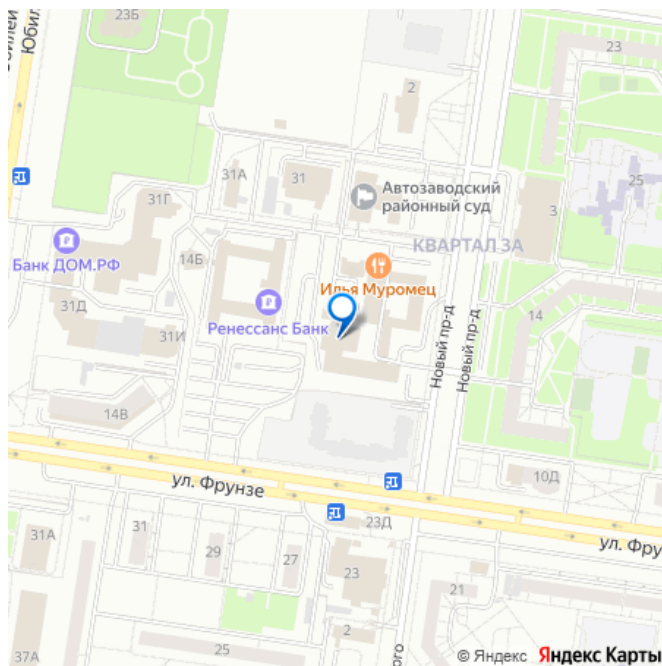 23Б
Юбилей
2
23
31А
31
Автозаводский
районный суд
25
31Г
3
КВАРТАЛ 3А
Банк ДОМ.РФ
14Б
Илья Муромец
31Д
Ренессанс Банк
14
31И
Новый пр-д
Новый пр-д
14В
ул. Фрунзе
10Д
23Д
ул. Фру
31А
31
29
27
23
21
2
25
37А
ого
© Яндекс Яндекс Карты